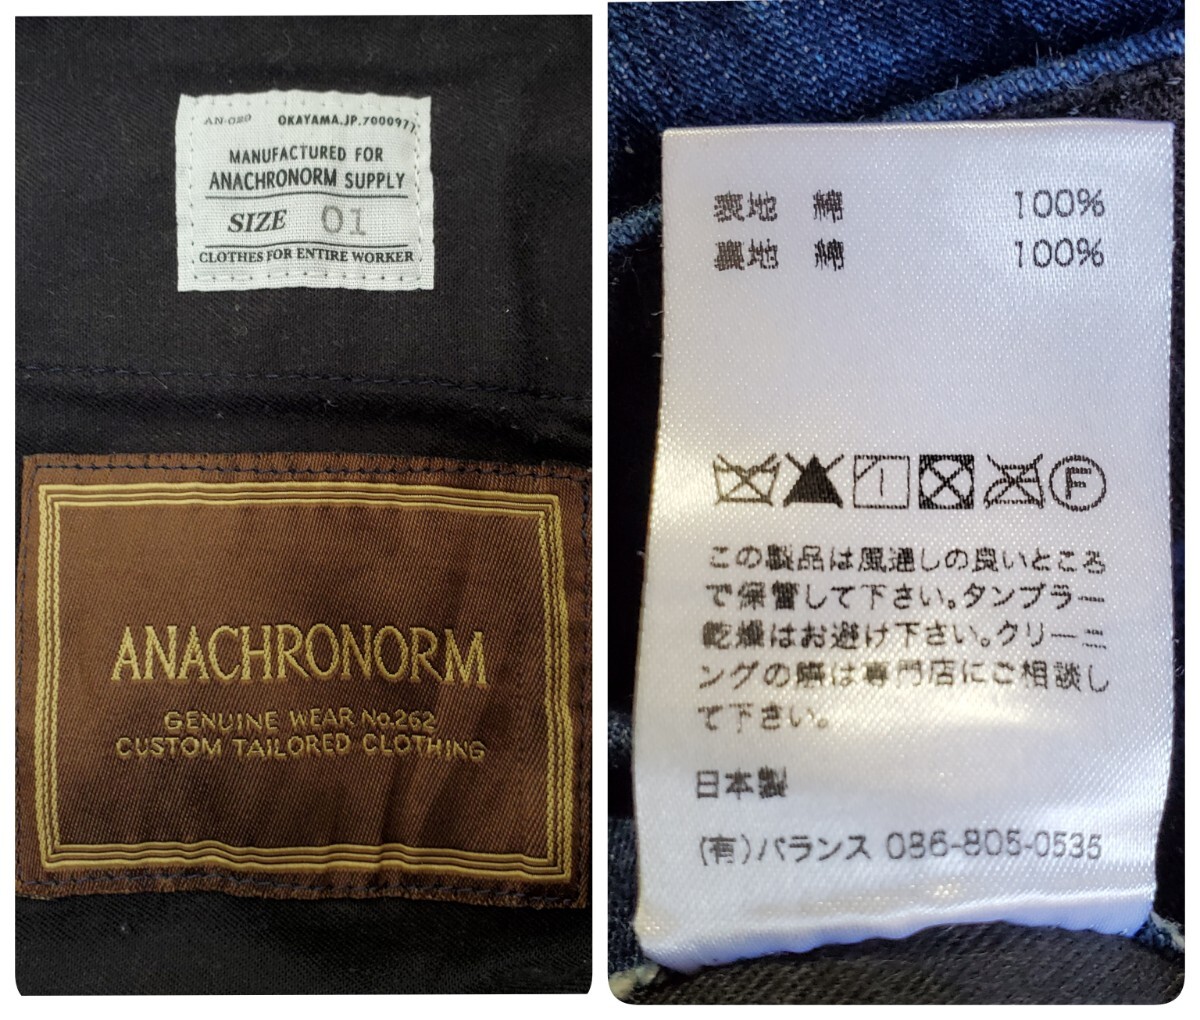 AN-020 OKAYAMA.JP.7000977
MANUFACTURED FOR
ANACHRONORM SUPPLY
SIZE 01
CLOTHES FOR ENTIRE WORKER
ANACHRONORM
GENUINE WEAR No.262
CUSTOM TAILORED CLOTHING
表地 綿 100%
裏地 綿 100%
F
この製品は風通しの良いところ
で保管して下さい。タンブラー
乾燥はお避け下さい。クリーニ
ングの際は専門店にご相談し
て下さい。
日本製
(有)バランス 086-805-0535